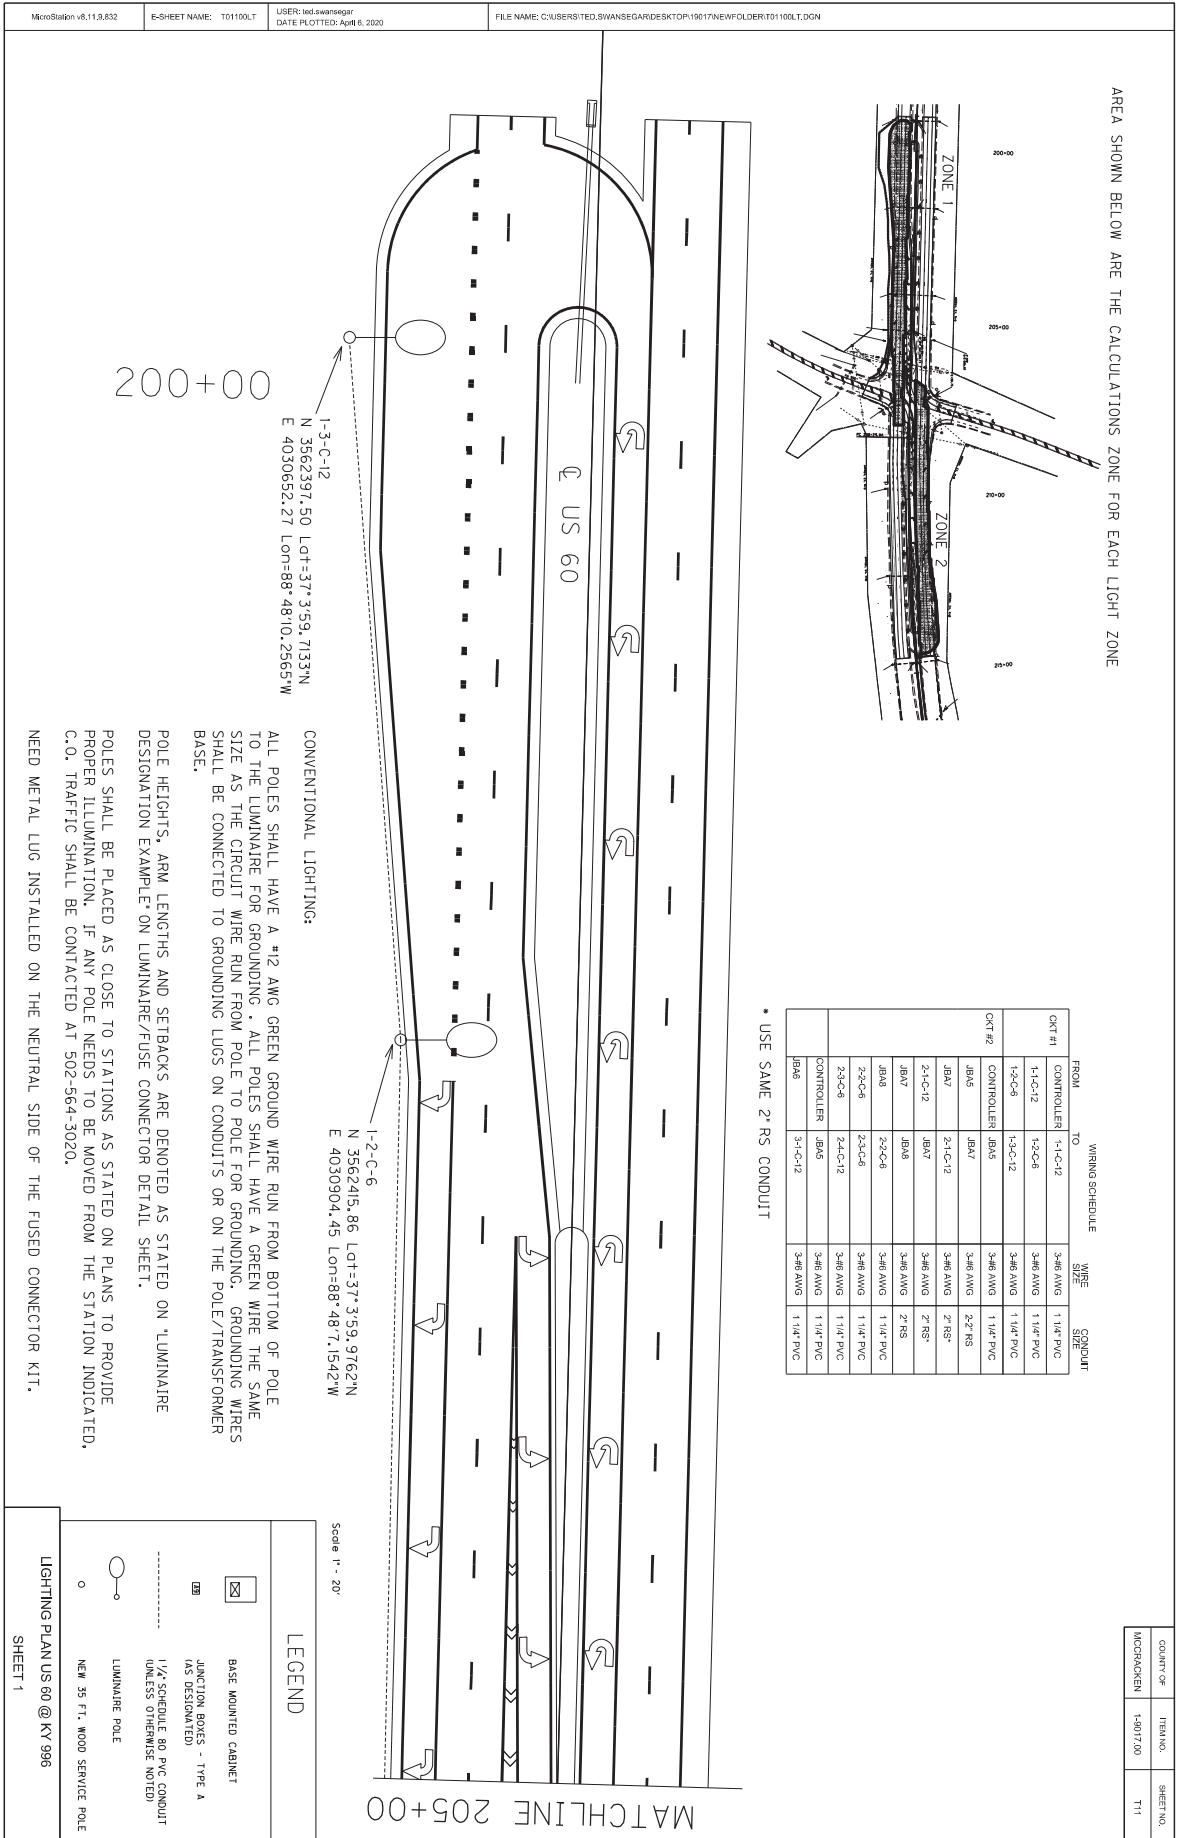 MicroStation v8.11.9.832
E-SHEET NAME: T01100LT
USER: ted.swansegar
DATE PLOTTED: April 6, 2020
FILE NAME: C:\USERS\TED.SWANSEGAR\DESKTOP\19017\NEWFOLDER\T01100LT.DGN
COUNTY OF
ITEM NO.
SHEET NO.
MCCRACKEN
1-9017.00
T11
AREA SHOWN BELOW ARE THE CALCULATIONS ZONE FOR EACH LIGHT ZONE
200+00
205+00
210+00
215+00
ZONE 1
ZONE 2
WIRING SCHEDULE
FROM TO WIRE SIZE CONDUIT SIZE
CKT #1 CONTROLLER 1-1-C-12 3-#6 AWG 1 1/4" PVC
1-1-C-12 1-2-C-6 3-#6 AWG 1 1/4" PVC
1-2-C-6 1-3-C-12 3-#6 AWG 1 1/4" PVC
CKT #2 CONTROLLER JBA5 3-#6 AWG 1 1/4" PVC
JBA5 JBA7 3-#6 AWG 2-2" RS
JBA7 2-1-C-12 3-#6 AWG 2" RS*
2-1-C-12 JBA7 3-#6 AWG 2" RS*
JBA7 JBA8 3-#6 AWG 2" RS
JBA8 2-2-C-6 3-#6 AWG 1 1/4" PVC
2-2-C-6 2-3-C-6 3-#6 AWG 1 1/4" PVC
2-3-C-6 2-4-C-12 3-#6 AWG 1 1/4" PVC
CONTROLLER JBA5 3-#6 AWG 1 1/4" PVC
JBA6 3-1-C-12 3-#6 AWG 1 1/4" PVC
* USE SAME 2" RS CONDUIT
℄ US 60
200+00
1-3-C-12
N 3562397.50 Lat=37°3'59.7133"N
E 4030652.27 Lon=88°48'10.2565"W
1-2-C-6
N 3562415.86 Lat=37°3'59.9762"N
E 4030904.45 Lon=88°48'7.1542"W
MATCHLINE 205+00
CONVENTIONAL LIGHTING:
ALL POLES SHALL HAVE A #12 AWG GREEN GROUND WIRE RUN FROM BOTTOM OF POLE
TO THE LUMINAIRE FOR GROUNDING . ALL POLES SHALL HAVE A GREEN WIRE THE SAME
SIZE AS THE CIRCUIT WIRE RUN FROM POLE TO POLE FOR GROUNDING. GROUNDING WIRES
SHALL BE CONNECTED TO GROUNDING LUGS ON CONDUITS OR ON THE POLE/TRANSFORMER
BASE.
POLE HEIGHTS, ARM LENGTHS AND SETBACKS ARE DENOTED AS STATED ON "LUMINAIRE
DESIGNATION EXAMPLE" ON LUMINAIRE/FUSE CONNECTOR DETAIL SHEET.
POLES SHALL BE PLACED AS CLOSE TO STATIONS AS STATED ON PLANS TO PROVIDE
PROPER ILLUMINATION. IF ANY POLE NEEDS TO BE MOVED FROM THE STATION INDICATED,
C.O. TRAFFIC SHALL BE CONTACTED AT 502-564-3020.
NEED METAL LUG INSTALLED ON THE NEUTRAL SIDE OF THE FUSED CONNECTOR KIT.
Scale 1" - 20'
LEGEND
BASE MOUNTED CABINET
JUNCTION BOXES - TYPE A
(AS DESIGNATED)
1 1/4" SCHEDULE 80 PVC CONDUIT
(UNLESS OTHERWISE NOTED)
LUMINAIRE POLE
NEW 35 FT. WOOD SERVICE POLE
LIGHTING PLAN US 60 @ KY 996
SHEET 1